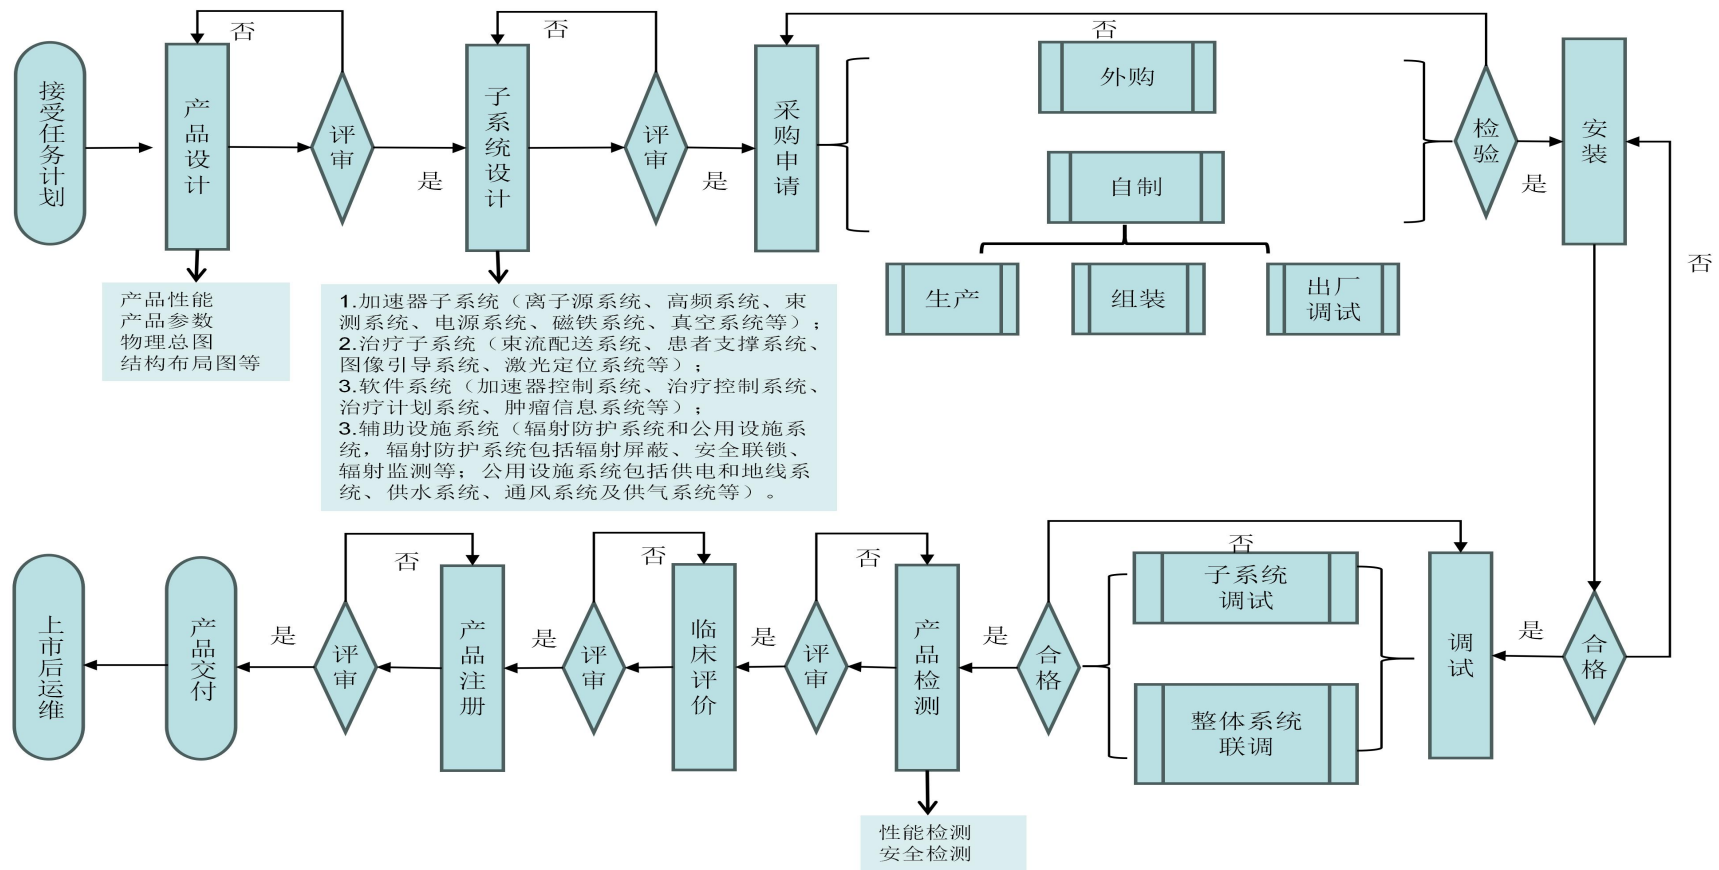 接受任务计划
产品设计
否
评审
是
子系统设计
否
评审
是
采购申请
否
外购
自制
生产
组装
出厂
调试
检验
是
安装
否
产品性能
产品参数
物理总图
结构布局图等
1.加速器子系统（离子源系统、高频系统、束
测系统、电源系统、磁铁系统、真空系统等）；
2.治疗子系统（束流配送系统、患者支撑系统、
图像引导系统、激光定位系统等）；
3.软件系统（加速器控制系统、治疗控制系统、
治疗计划系统、肿瘤信息系统等）；
3.辅助设施系统（辐射防护系统和公用设施系
统，辐射防护系统包括辐射屏蔽、安全联锁、
辐射监测等；公用设施系统包括供电和地线系
统、供水系统、通风系统及供气系统等）。
合格
是
调试
否
子系统
调试
整体系统
联调
合格
是
产品检测
性能检测
安全检测
否
评审
是
临床评价
否
评审
是
产品注册
否
评审
是
产品交付
上市后运维